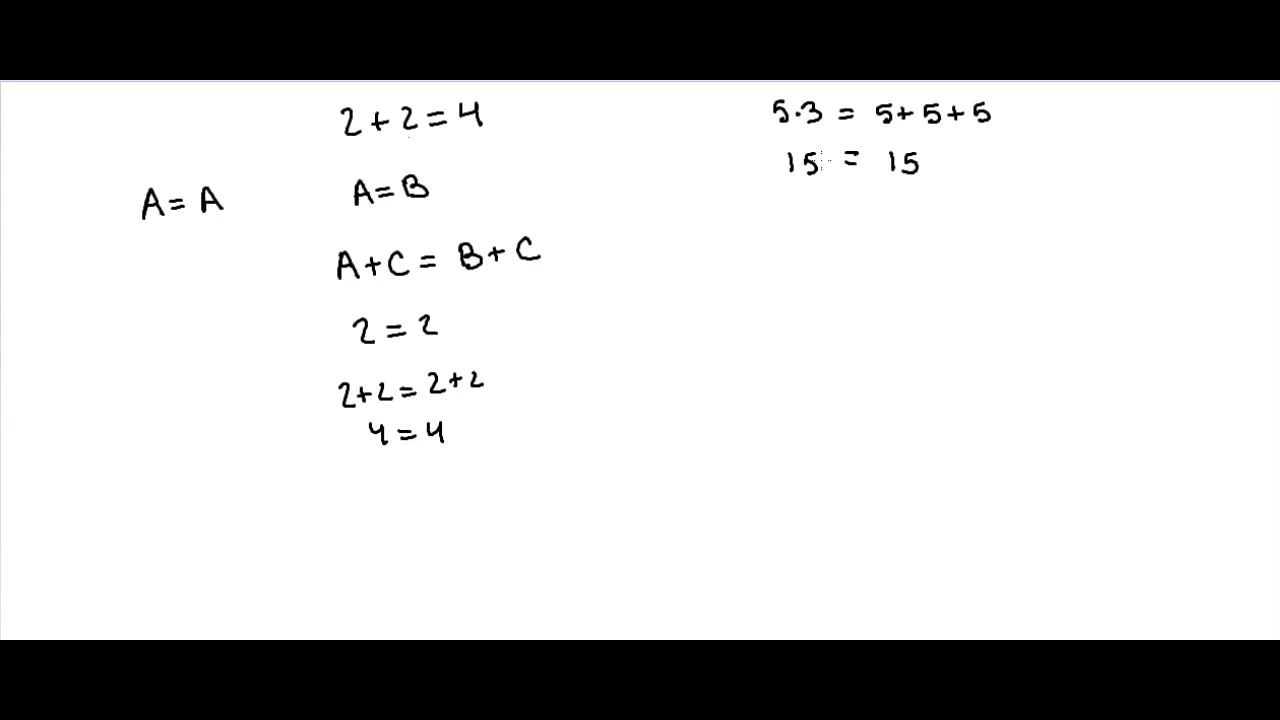 2+2=4
A=A
A=B
A+C = B+C
2 = 2
2+2=2+2
4=4
5·3 = 5+5+5
15 = 15